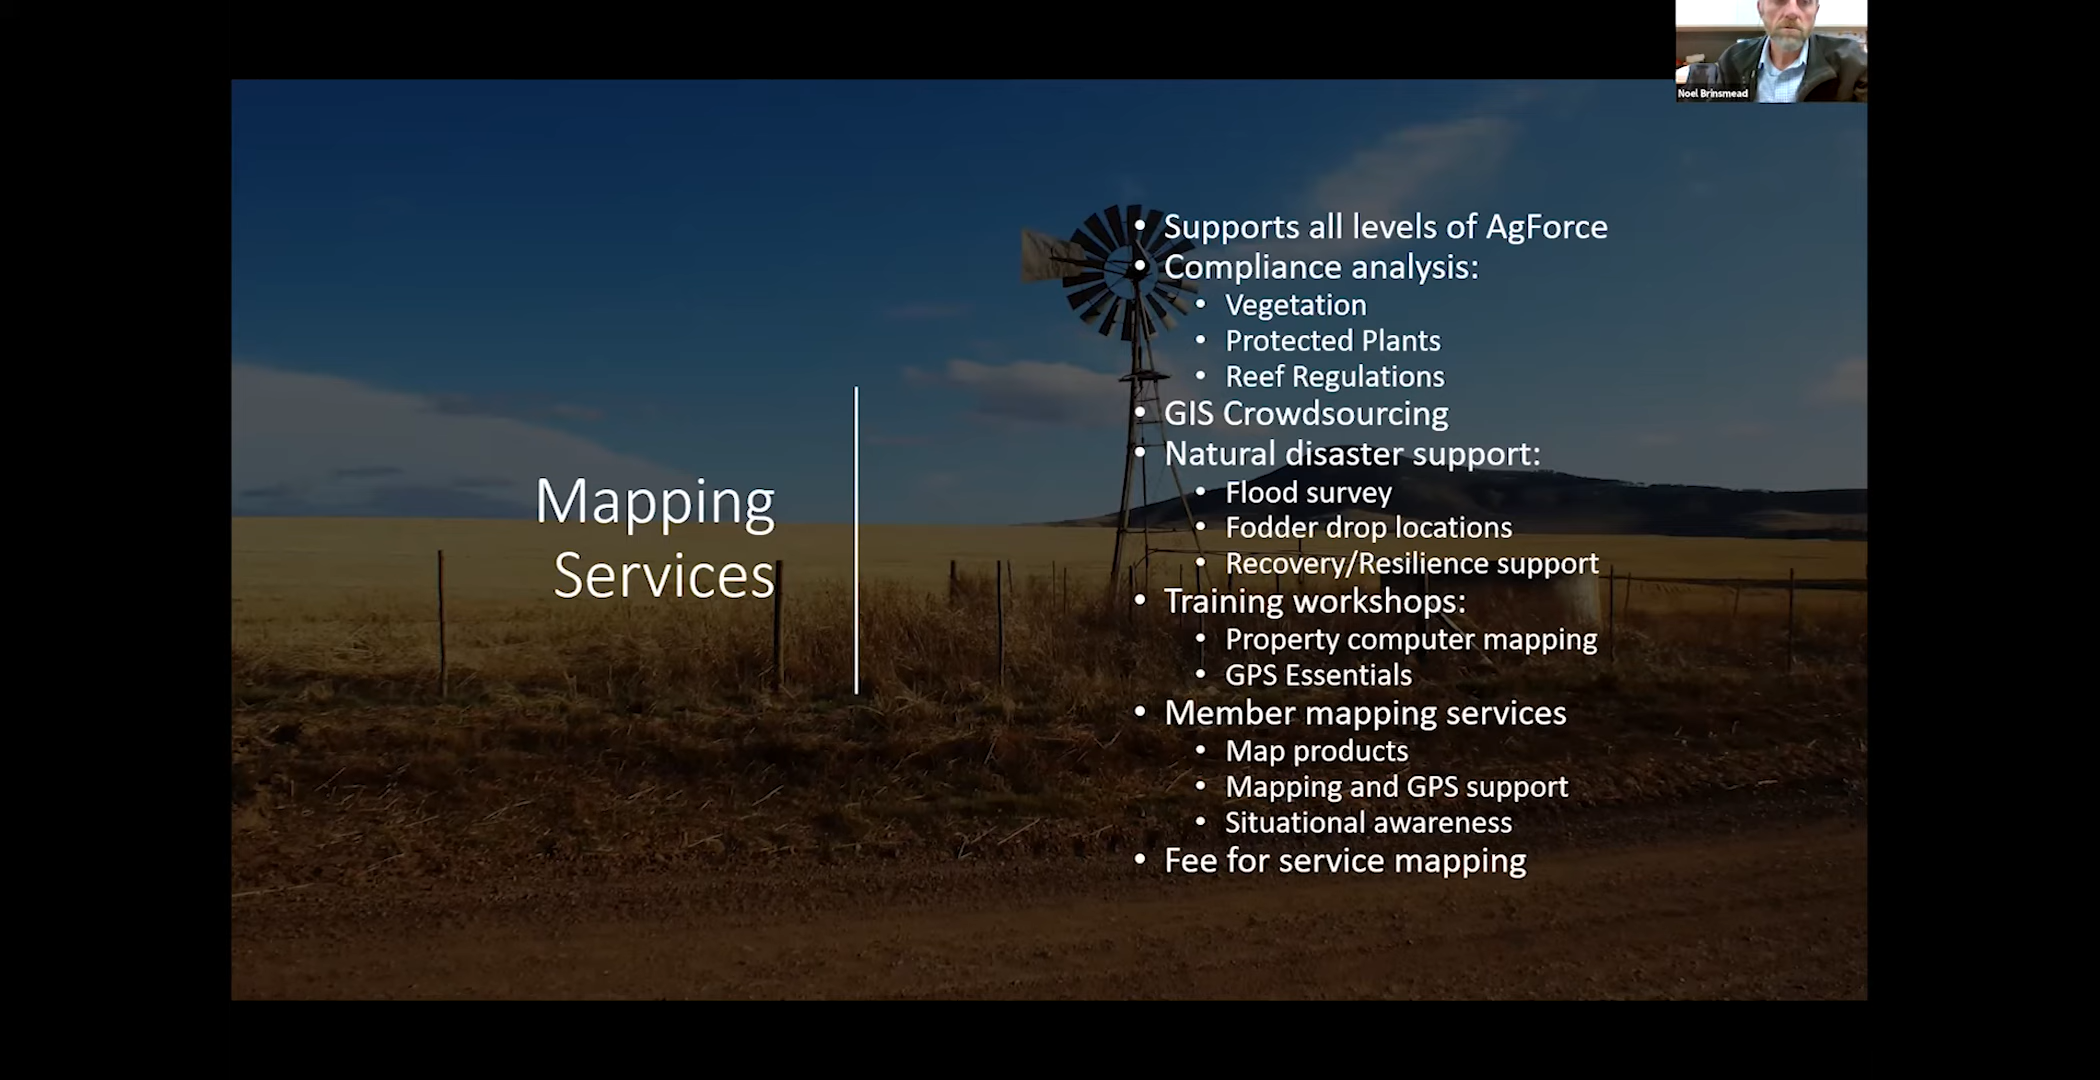 Noel Brinsmead
Mapping
Services
• Supports all levels of AgForce
• Compliance analysis:
• Vegetation
• Protected Plants
• Reef Regulations
• GIS Crowdsourcing
• Natural disaster support:
• Flood survey
• Fodder drop locations
• Recovery/Resilience support
• Training workshops:
• Property computer mapping
• GPS Essentials
• Member mapping services
• Map products
• Mapping and GPS support
• Situational awareness
• Fee for service mapping